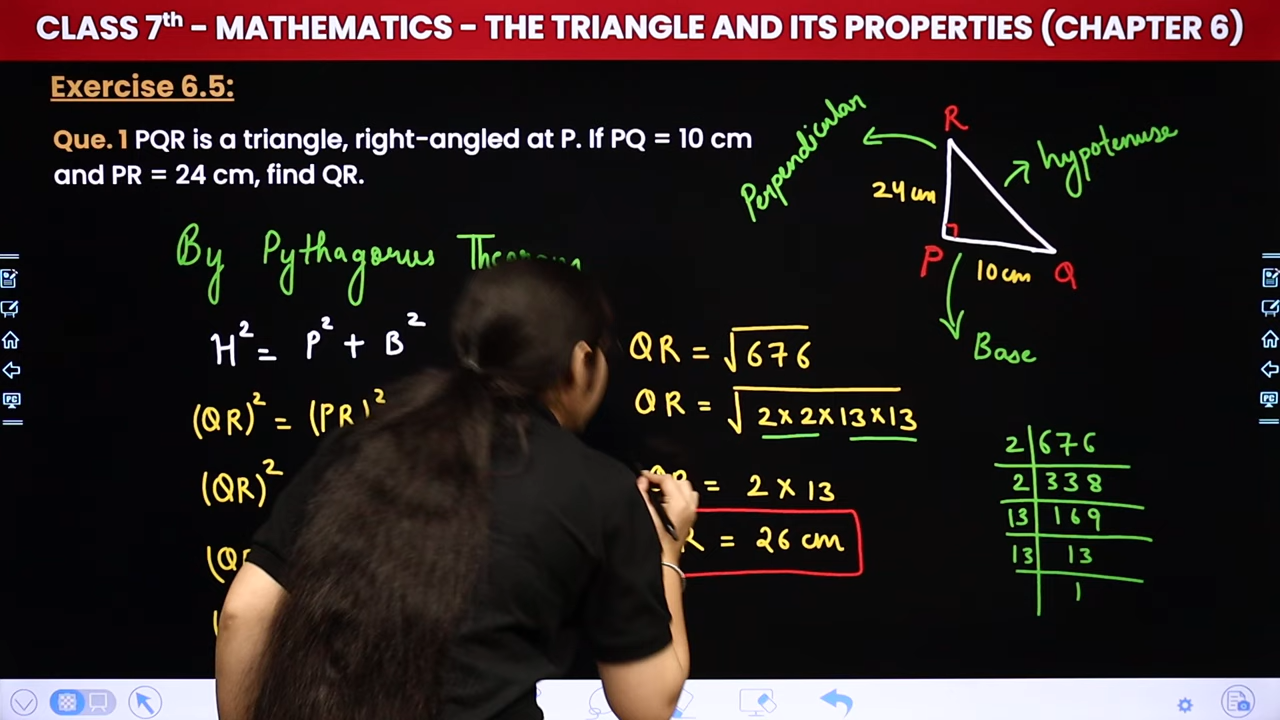 CLASS 7th - MATHEMATICS - THE TRIANGLE AND ITS PROPERTIES (CHAPTER 6)
Exercise 6.5:
Que. 1 PQR is a triangle, right-angled at P. If PQ = 10 cm
and PR = 24 cm, find QR.
Perpendicular
R
hypotenuse
24 cm
P
10 cm
Q
Base
By Pythagorus
H² = P² + B²
(QR)² = (PR)²
(QR)²
QR = √676
QR = √2×2×13×13
= 2 × 13
R = 26 cm
2 | 676
2 | 338
13 | 169
13 | 13
1
PC
PC